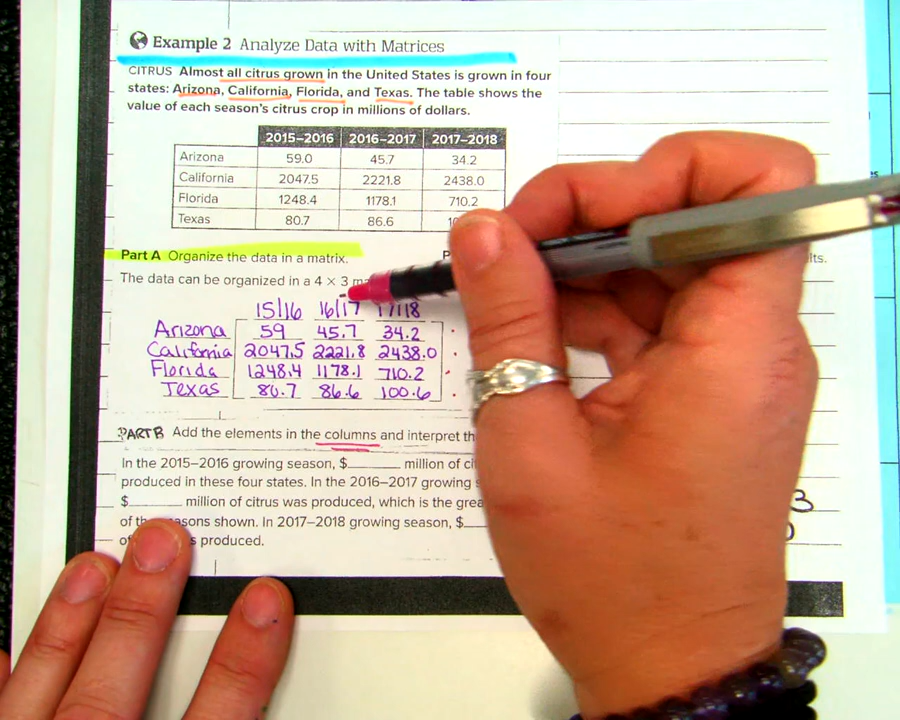 Example 2 Analyze Data with Matrices
CITRUS Almost all citrus grown in the United States is grown in four
states: Arizona, California, Florida, and Texas. The table shows the
value of each season's citrus crop in millions of dollars.
2015–2016 2016–2017 2017–2018
Arizona 59.0 45.7 34.2
California 2047.5 2221.8 2438.0
Florida 1248.4 1178.1 710.2
Texas 80.7 86.6 10
Part A Organize the data in a matrix. P lts.
The data can be organized in a 4 × 3
15/16 16/17 17/18
Arizona 59 45.7 34.2
California 2047.5 2221.8 2438.0
Florida 1248.4 1178.1 710.2
Texas 80.7 86.6 100.6
PART B Add the elements in the columns and interpret th
In the 2015–2016 growing season, $ million of ci
produced in these four states. In the 2016–2017 growing s
$ million of citrus was produced, which is the grea
of th asons shown. In 2017–2018 growing season, $
of s produced.
3